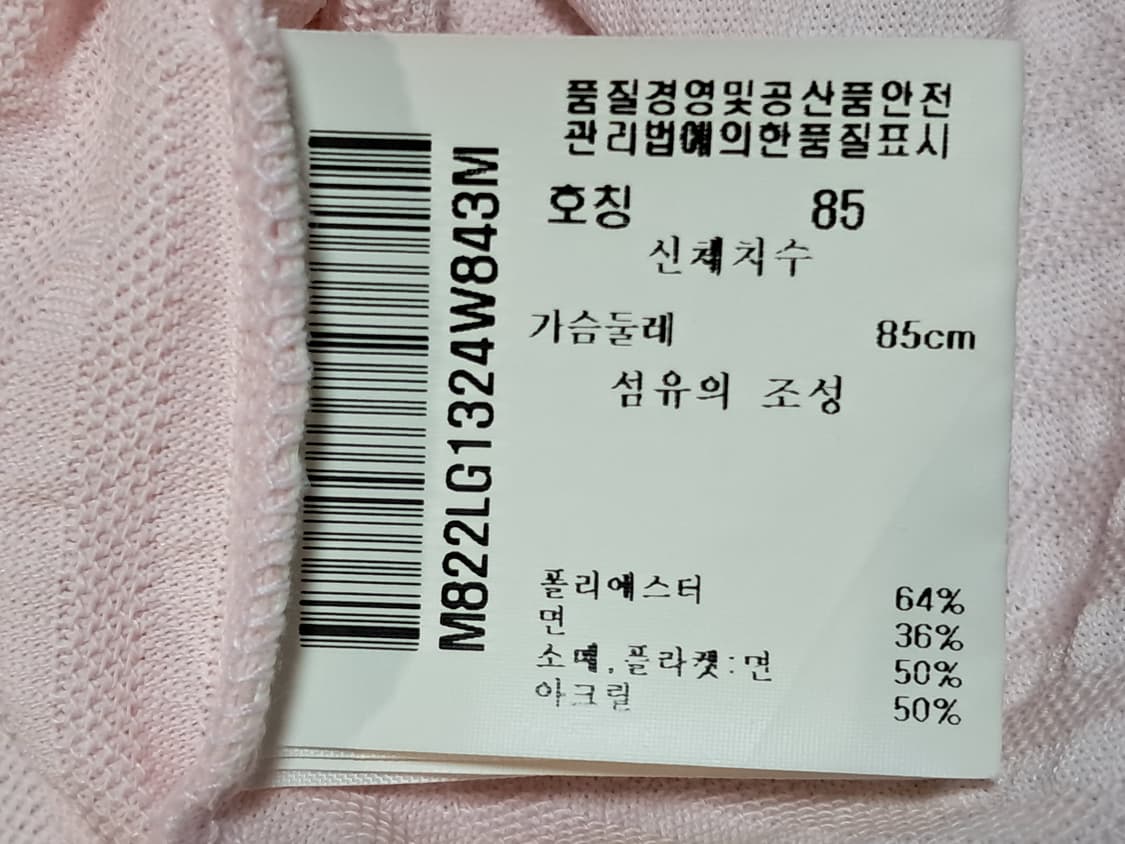 품질경영및공산품안전
관리법에의한품질표시
호칭 85
신체치수
가슴둘레 85cm
섬유의 조성
폴리에스터 64%
면 36%
소매,플라켓:면 50%
아크릴 50%
M822LG1324W843M